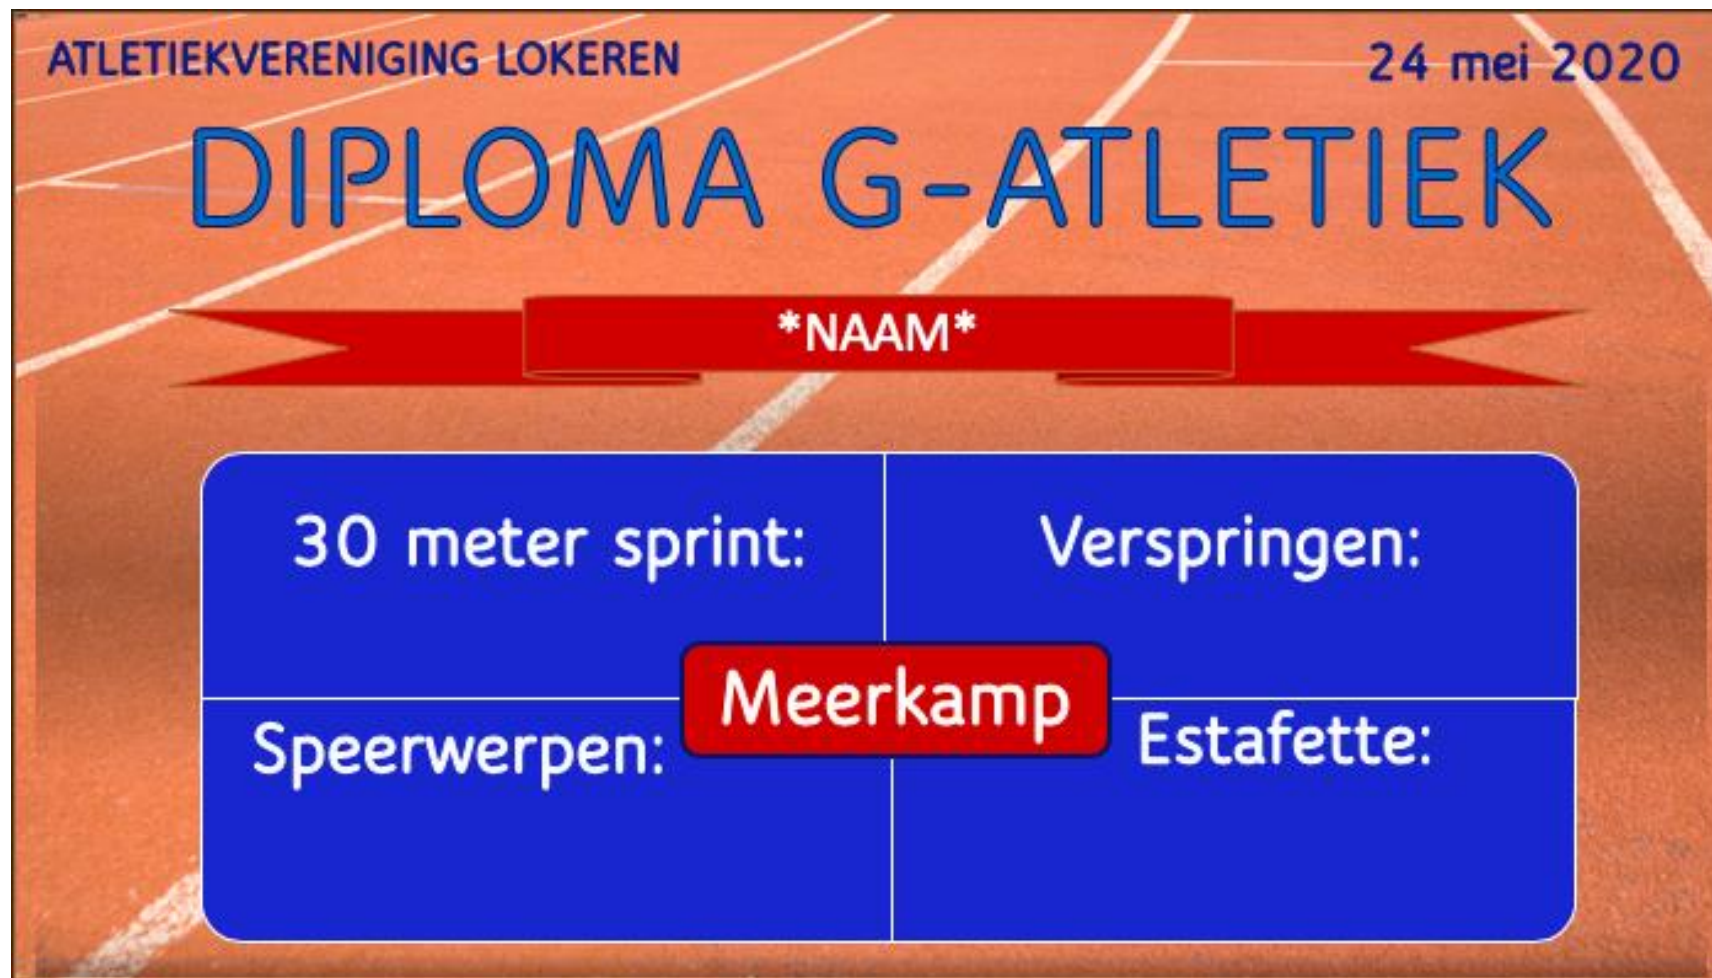 ATLETIEKVERENIGING LOKEREN
24 mei 2020
DIPLOMA G-ATLETIEK
*NAAM*
30 meter sprint:
Verspringen:
Meerkamp
Speerwerpen:
Estafette: